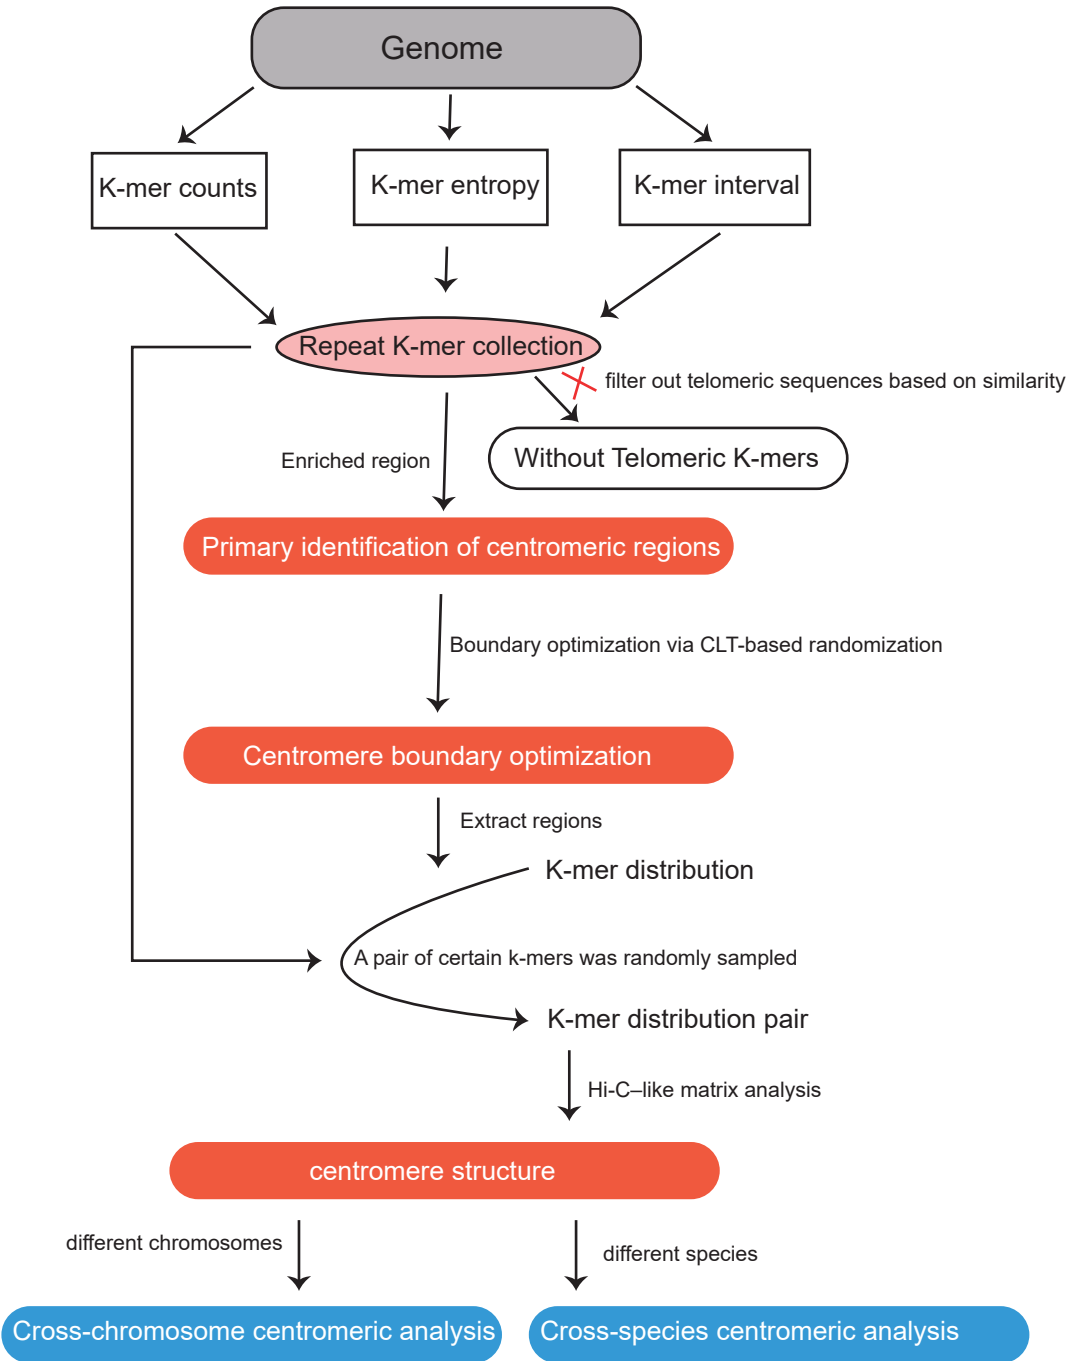 Genome
K-mer counts
K-mer entropy
K-mer interval
Repeat K-mer collection
filter out telomeric sequences based on similarity
Without Telomeric K-mers
Enriched region
Primary identification of centromeric regions
Boundary optimization via CLT-based randomization
Centromere boundary optimization
Extract regions
K-mer distribution
A pair of certain k-mers was randomly sampled
K-mer distribution pair
Hi-C–like matrix analysis
centromere structure
different chromosomes
different species
Cross-chromosome centromeric analysis
Cross-species centromeric analysis